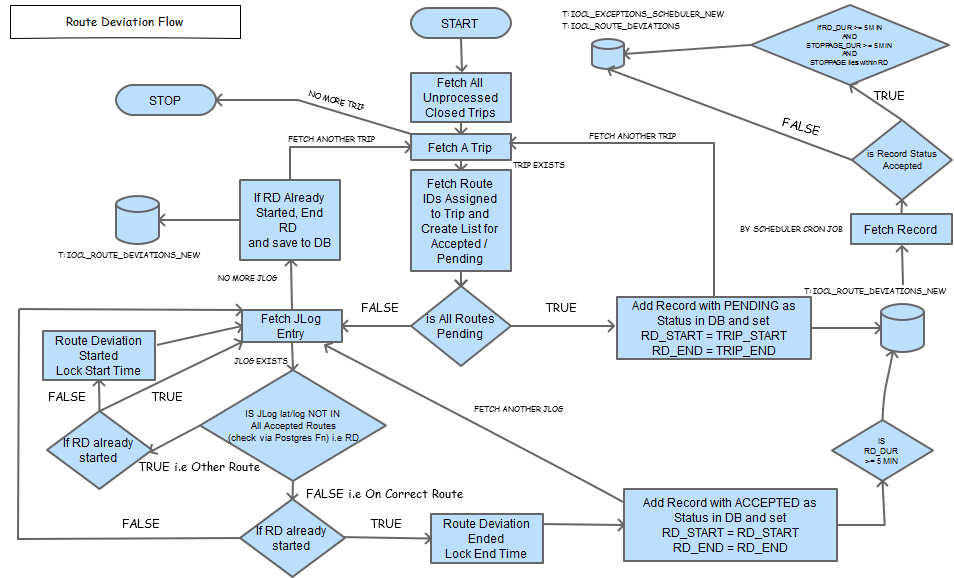 Route Deviation Flow
START
T: IOCL_EXCEPTIONS_SCHEDULER_NEW
T: IOCL_ROUTE_DEVIATIONS
If RD_DUR >= 5 MIN
AND
STOPPAGE_DUR >= 5 MIN
AND
STOPPAGE lies within RD
Fetch All
Unprocessed
Closed Trips
STOP
NO MORE TRIP
TRUE
FALSE
FETCH ANOTHER TRIP
Fetch A Trip
FETCH ANOTHER TRIP
is Record Status
Accepted
TRIP EXISTS
Fetch Route
IDs Assigned
to Trip and
Create List for
Accepted /
Pending
If RD Already
Started, End
RD
and save to DB
T: IOCL_ROUTE_DEVIATIONS_NEW
BY SCHEDULER CRON JOB
Fetch Record
NO MORE JLOG
T: IOCL_ROUTE_DEVIATIONS_NEW
Fetch JLog
Entry
FALSE
is All Routes
Pending
TRUE
Add Record with PENDING as
Status in DB and set
RD_START = TRIP_START
RD_END = TRIP_END
Route Deviation
Started
Lock Start Time
JLOG EXISTS
FALSE
TRUE
IS JLog lat/log NOT IN
All Accepted Routes
(check via Postgres Fn) i.e RD
FETCH ANOTHER JLOG
If RD already
started
TRUE i.e Other Route
IS
RD_DUR
>= 5 MIN
FALSE i.e On Correct Route
FALSE
If RD already
started
TRUE
Route Deviation
Ended
Lock End Time
Add Record with ACCEPTED as
Status in DB and set
RD_START = RD_START
RD_END = RD_END